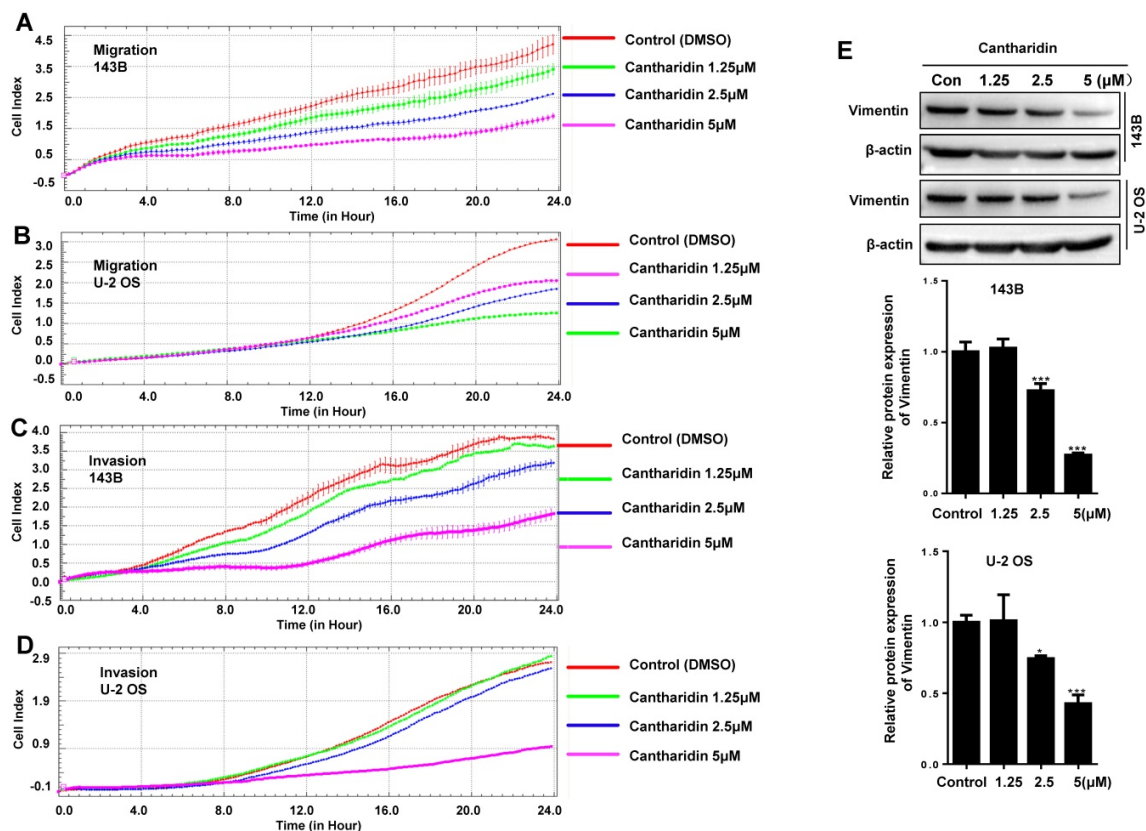 A
Migration
143B
Cell Index
4.5
3.5
2.5
1.5
0.5
-0.5
0.0 4.0 8.0 12.0 16.0 20.0 24.0
Time (in Hour)
Control (DMSO)
Cantharidin 1.25μM
Cantharidin 2.5μM
Cantharidin 5μM
B
Migration
U-2 OS
Cell Index
3.0
2.5
2.0
1.5
1.0
0.5
0.0
-0.5
0.0 4.0 8.0 12.0 16.0 20.0 24.0
Time (in Hour)
Control (DMSO)
Cantharidin 1.25μM
Cantharidin 2.5μM
Cantharidin 5μM
C
Invasion
143B
Cell Index
4.0
3.5
3.0
2.5
2.0
1.5
1.0
0.5
0.0
-0.5
0.0 4.0 8.0 12.0 16.0 20.0 24.0
Time (in Hour)
Control (DMSO)
Cantharidin 1.25μM
Cantharidin 2.5μM
Cantharidin 5μM
D
Invasion
U-2 OS
Cell Index
2.9
1.9
0.9
-0.1
0.0 4.0 8.0 12.0 16.0 20.0 24.0
Time (in Hour)
Control (DMSO)
Cantharidin 1.25μM
Cantharidin 2.5μM
Cantharidin 5μM
E
Cantharidin
Con 1.25 2.5 5 (μM)
Vimentin
β-actin
143B
Vimentin
β-actin
U-2 OS
143B
Relative protein expression
of Vimentin
1.5
1.0
0.5
0.0
***
***
Control 1.25 2.5 5(μM)
U-2 OS
Relative protein expression
of Vimentin
1.5
1.0
0.5
0.0
*
***
Control 1.25 2.5 5(μM)